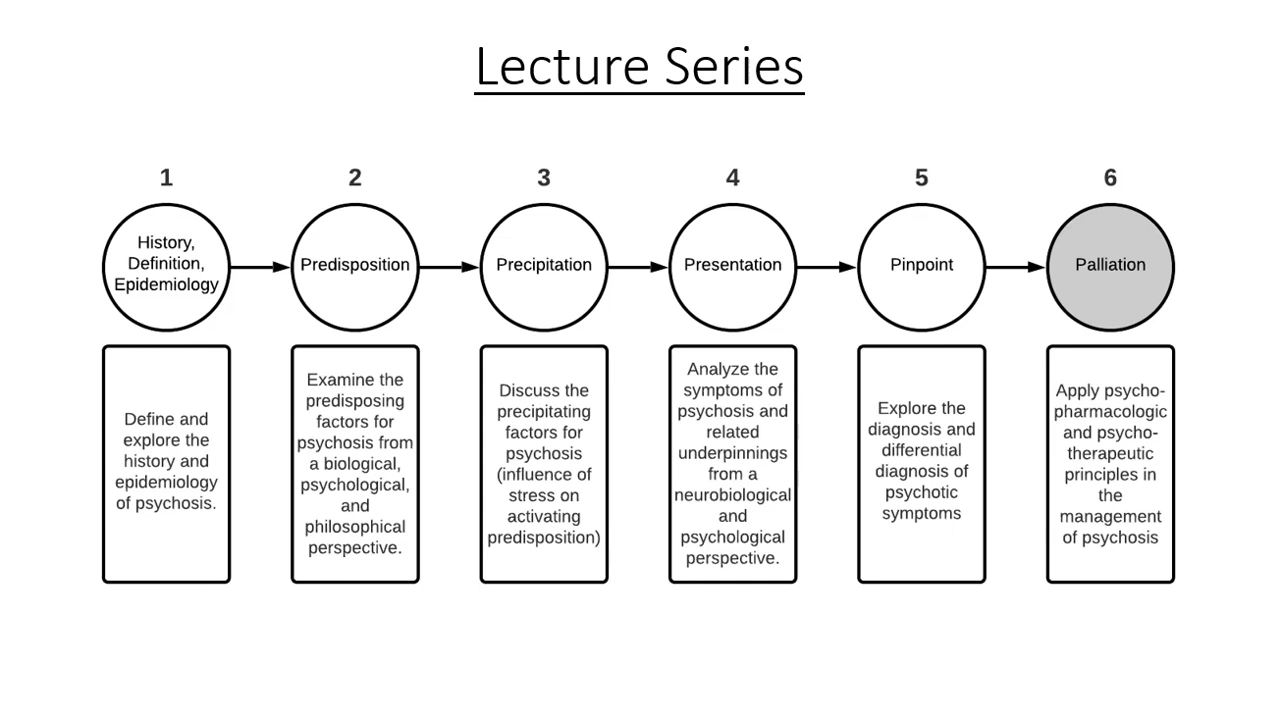 Lecture Series
1
2
3
4
5
6
History,
Definition,
Epidemiology
Predisposition
Precipitation
Presentation
Pinpoint
Palliation
Define and
explore the
history and
epidemiology
of psychosis.
Examine the
predisposing
factors for
psychosis from
a biological,
psychological,
and
philosophical
perspective.
Discuss the
precipitating
factors for
psychosis
(influence of
stress on
activating
predisposition)
Analyze the
symptoms of
psychosis and
related
underpinnings
from a
neurobiological
and
psychological
perspective.
Explore the
diagnosis and
differential
diagnosis of
psychotic
symptoms
Apply psycho-
pharmacologic
and psycho-
therapeutic
principles in
the
management
of psychosis